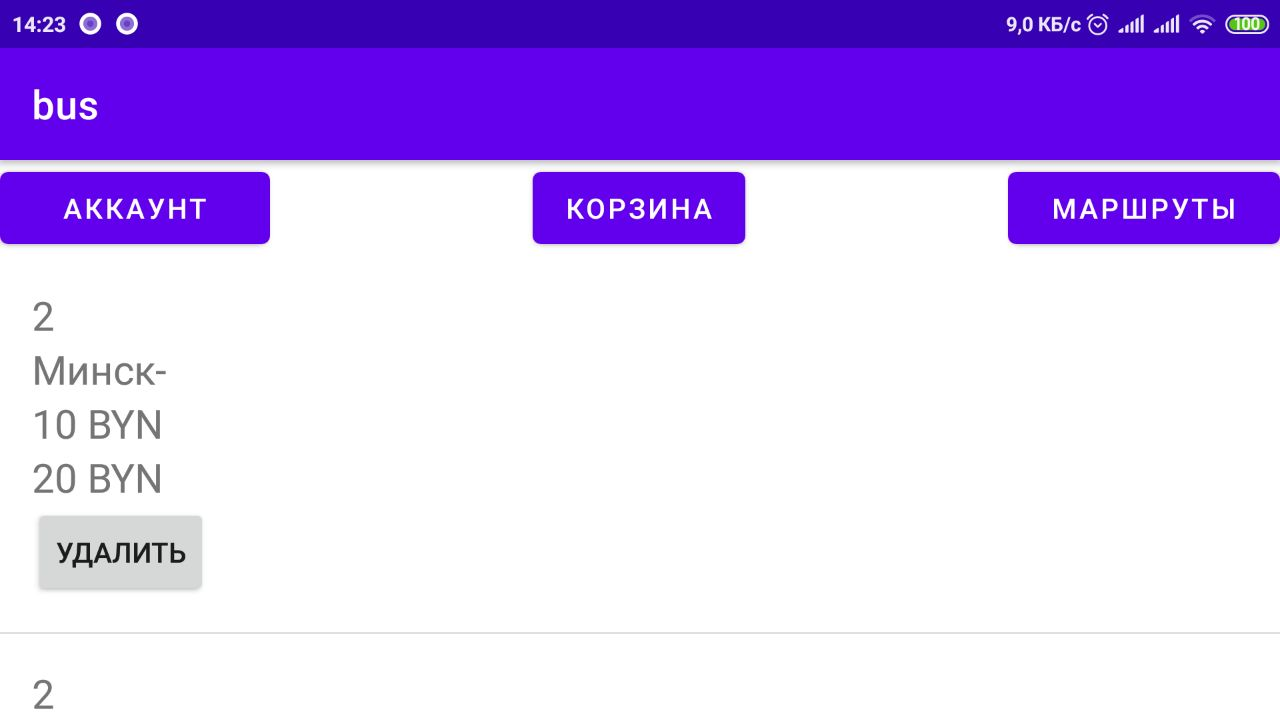 14:23 9,0 КБ/с 100
bus
АККАУНТ КОРЗИНА МАРШРУТЫ
2
Минск-
10 BYN
20 BYN
УДАЛИТЬ
2